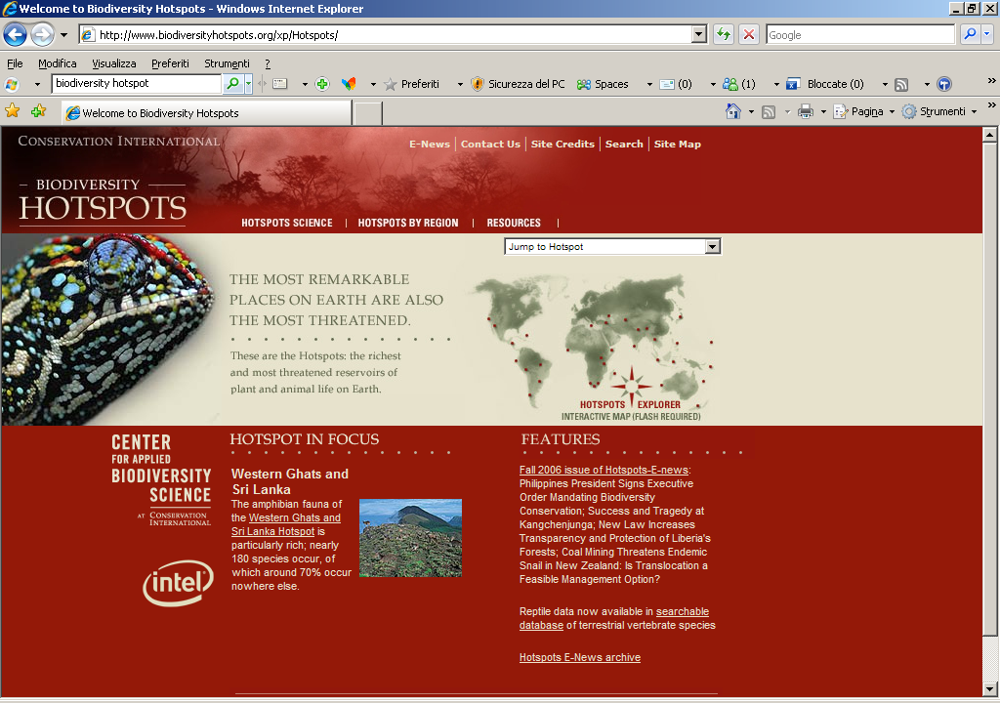 Welcome to Biodiversity Hotspots - Windows Internet Explorer
http://www.biodiversityhotspots.org/xp/Hotspots/
Google
File Modifica Visualizza Preferiti Strumenti ?
biodiversity hotspot Preferiti Sicurezza del PC Spaces (0) (1) Bloccate (0)
Welcome to Biodiversity Hotspots Pagina Strumenti
CONSERVATION INTERNATIONAL
E-News | Contact Us | Site Credits | Search | Site Map
BIODIVERSITY
HOTSPOTS
HOTSPOTS SCIENCE | HOTSPOTS BY REGION | RESOURCES |
Jump to Hotspot
THE MOST REMARKABLE
PLACES ON EARTH ARE ALSO
THE MOST THREATENED.
These are the Hotspots: the richest
and most threatened reservoirs of
plant and animal life on Earth.
HOTSPOTS EXPLORER
INTERACTIVE MAP (FLASH REQUIRED)
CENTER
FOR APPLIED
BIODIVERSITY
SCIENCE
AT CONSERVATION
INTERNATIONAL
intel®
HOTSPOT IN FOCUS
Western Ghats and
Sri Lanka
The amphibian fauna of
the Western Ghats and
Sri Lanka Hotspot is
particularly rich; nearly
180 species occur, of
which around 70% occur
nowhere else.
FEATURES
Fall 2006 issue of Hotspots-E-news:
Philippines President Signs Executive
Order Mandating Biodiversity
Conservation; Success and Tragedy at
Kangchenjunga; New Law Increases
Transparency and Protection of Liberia's
Forests; Coal Mining Threatens Endemic
Snail in New Zealand: Is Translocation a
Feasible Management Option?
Reptile data now available in searchable
database of terrestrial vertebrate species
Hotspots E-News archive